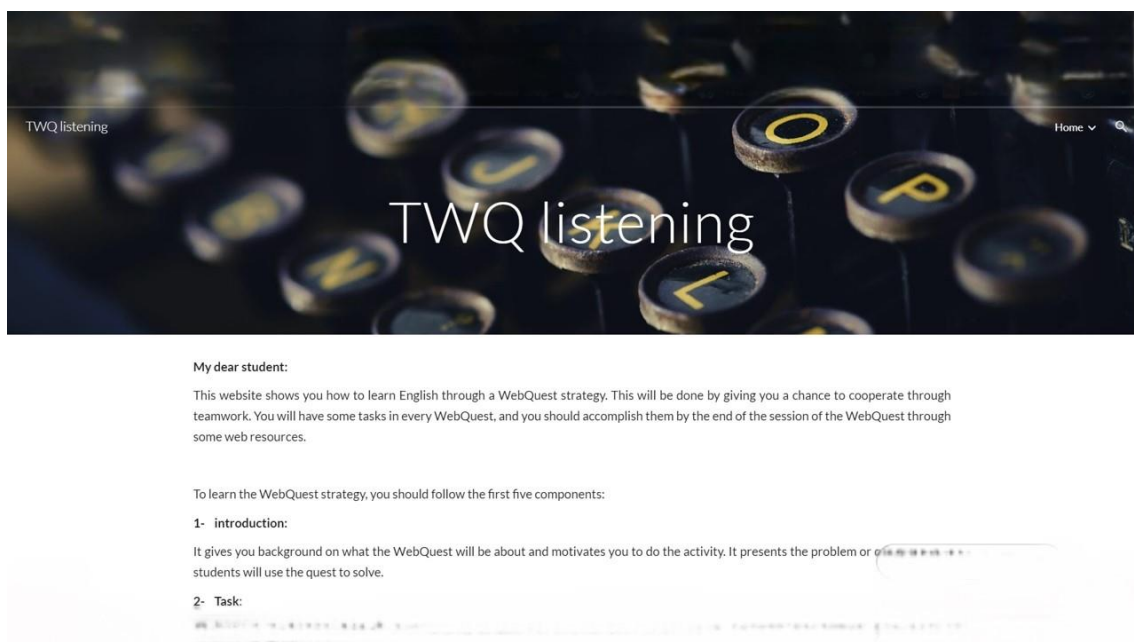 TWQ listening
Home
TWQ listening
My dear student:
This website shows you how to learn English through a WebQuest strategy. This will be done by giving you a chance to cooperate through
teamwork. You will have some tasks in every WebQuest, and you should accomplish them by the end of the session of the WebQuest through
some web resources.
To learn the WebQuest strategy, you should follow the first five components:
1- introduction:
It gives you background on what the WebQuest will be about and motivates you to do the activity. It presents the problem or
students will use the quest to solve.
2- Task: